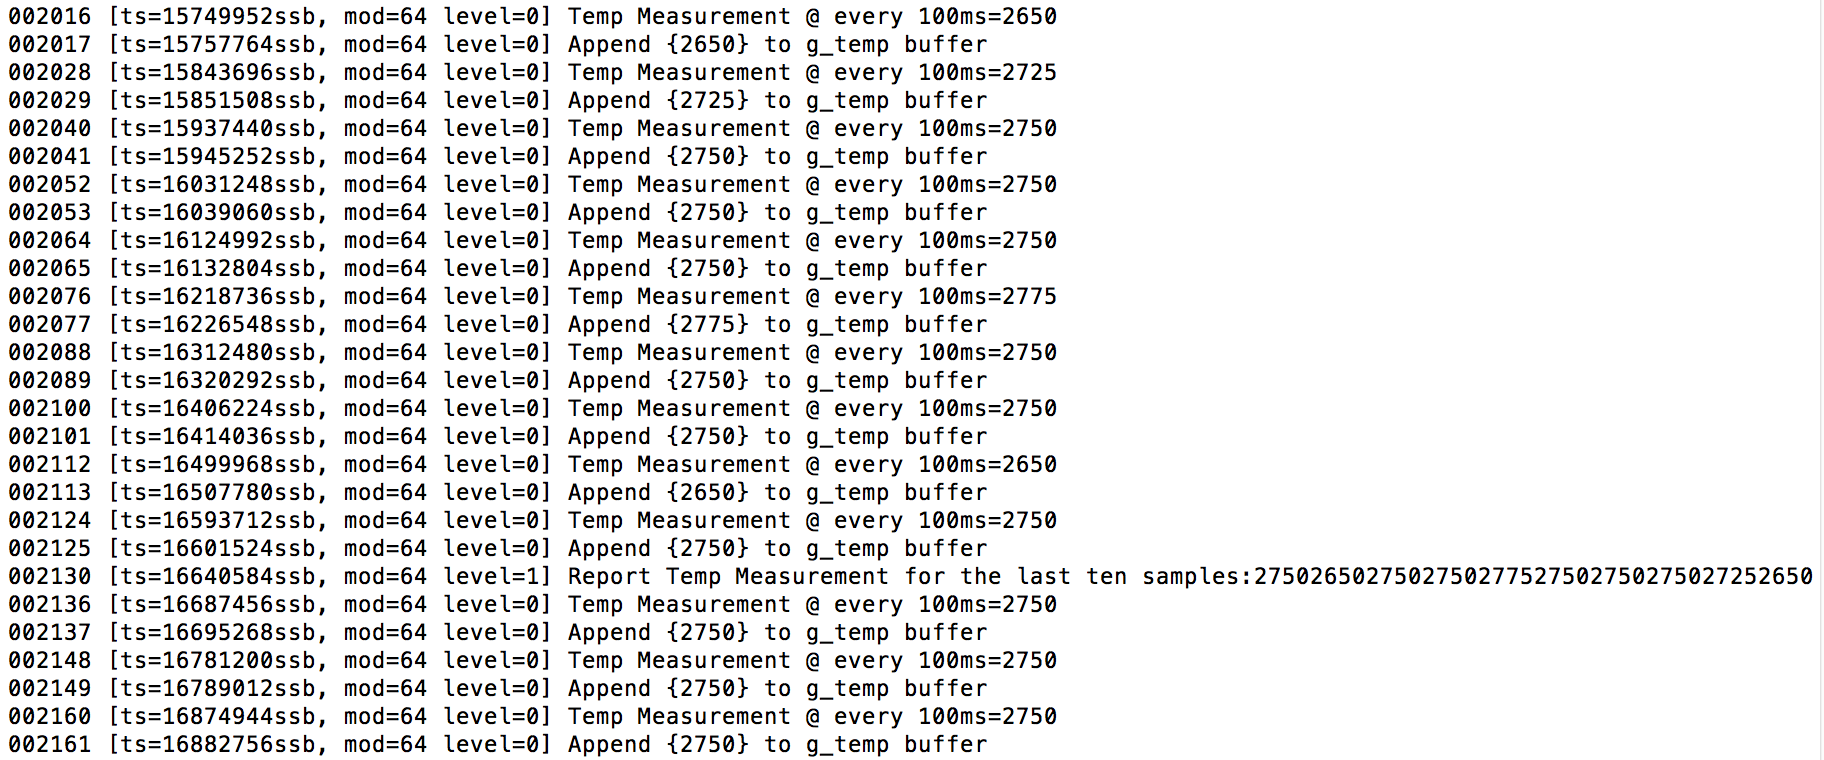 002016 [ts=15749952ssb, mod=64 level=0] Temp Measurement @ every 100ms=2650
002017 [ts=15757764ssb, mod=64 level=0] Append {2650} to g_temp buffer
002028 [ts=15843696ssb, mod=64 level=0] Temp Measurement @ every 100ms=2725
002029 [ts=15851508ssb, mod=64 level=0] Append {2725} to g_temp buffer
002040 [ts=15937440ssb, mod=64 level=0] Temp Measurement @ every 100ms=2750
002041 [ts=15945252ssb, mod=64 level=0] Append {2750} to g_temp buffer
002052 [ts=16031248ssb, mod=64 level=0] Temp Measurement @ every 100ms=2750
002053 [ts=16039060ssb, mod=64 level=0] Append {2750} to g_temp buffer
002064 [ts=16124992ssb, mod=64 level=0] Temp Measurement @ every 100ms=2750
002065 [ts=16132804ssb, mod=64 level=0] Append {2750} to g_temp buffer
002076 [ts=16218736ssb, mod=64 level=0] Temp Measurement @ every 100ms=2775
002077 [ts=16226548ssb, mod=64 level=0] Append {2775} to g_temp buffer
002088 [ts=16312480ssb, mod=64 level=0] Temp Measurement @ every 100ms=2750
002089 [ts=16320292ssb, mod=64 level=0] Append {2750} to g_temp buffer
002100 [ts=16406224ssb, mod=64 level=0] Temp Measurement @ every 100ms=2750
002101 [ts=16414036ssb, mod=64 level=0] Append {2750} to g_temp buffer
002112 [ts=16499968ssb, mod=64 level=0] Temp Measurement @ every 100ms=2650
002113 [ts=16507780ssb, mod=64 level=0] Append {2650} to g_temp buffer
002124 [ts=16593712ssb, mod=64 level=0] Temp Measurement @ every 100ms=2750
002125 [ts=16601524ssb, mod=64 level=0] Append {2750} to g_temp buffer
002130 [ts=16640584ssb, mod=64 level=1] Report Temp Measurement for the last ten samples:2750265027502750277527502750275027252650
002136 [ts=16687456ssb, mod=64 level=0] Temp Measurement @ every 100ms=2750
002137 [ts=16695268ssb, mod=64 level=0] Append {2750} to g_temp buffer
002148 [ts=16781200ssb, mod=64 level=0] Temp Measurement @ every 100ms=2750
002149 [ts=16789012ssb, mod=64 level=0] Append {2750} to g_temp buffer
002160 [ts=16874944ssb, mod=64 level=0] Temp Measurement @ every 100ms=2750
002161 [ts=16882756ssb, mod=64 level=0] Append {2750} to g_temp buffer